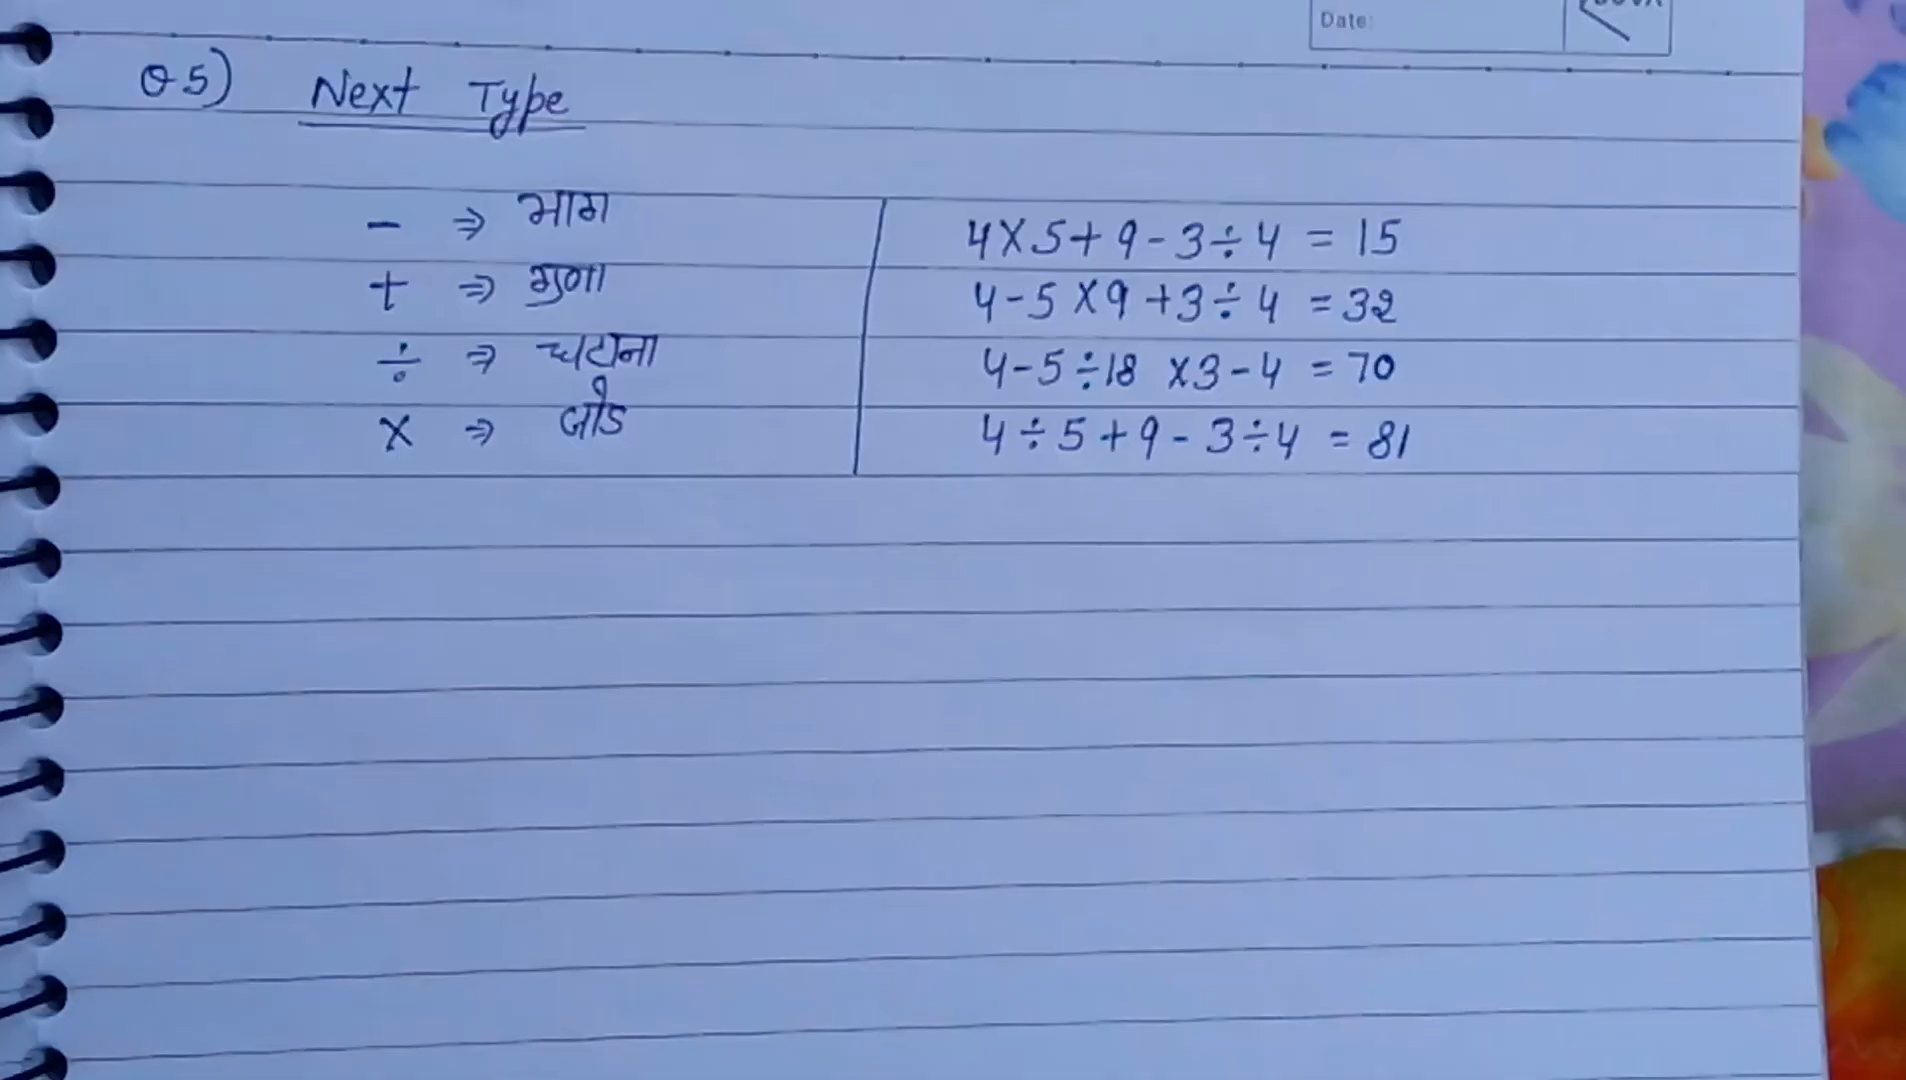 Date:
Q 5) Next Type
- ⇒ भाग
+ ⇒ गुणा
÷ ⇒ घटाना
× ⇒ जोड
4×5+9-3÷4 = 15
4-5×9+3÷4 = 32
4-5÷18 ×3-4 = 70
4÷5+9-3÷4 = 81